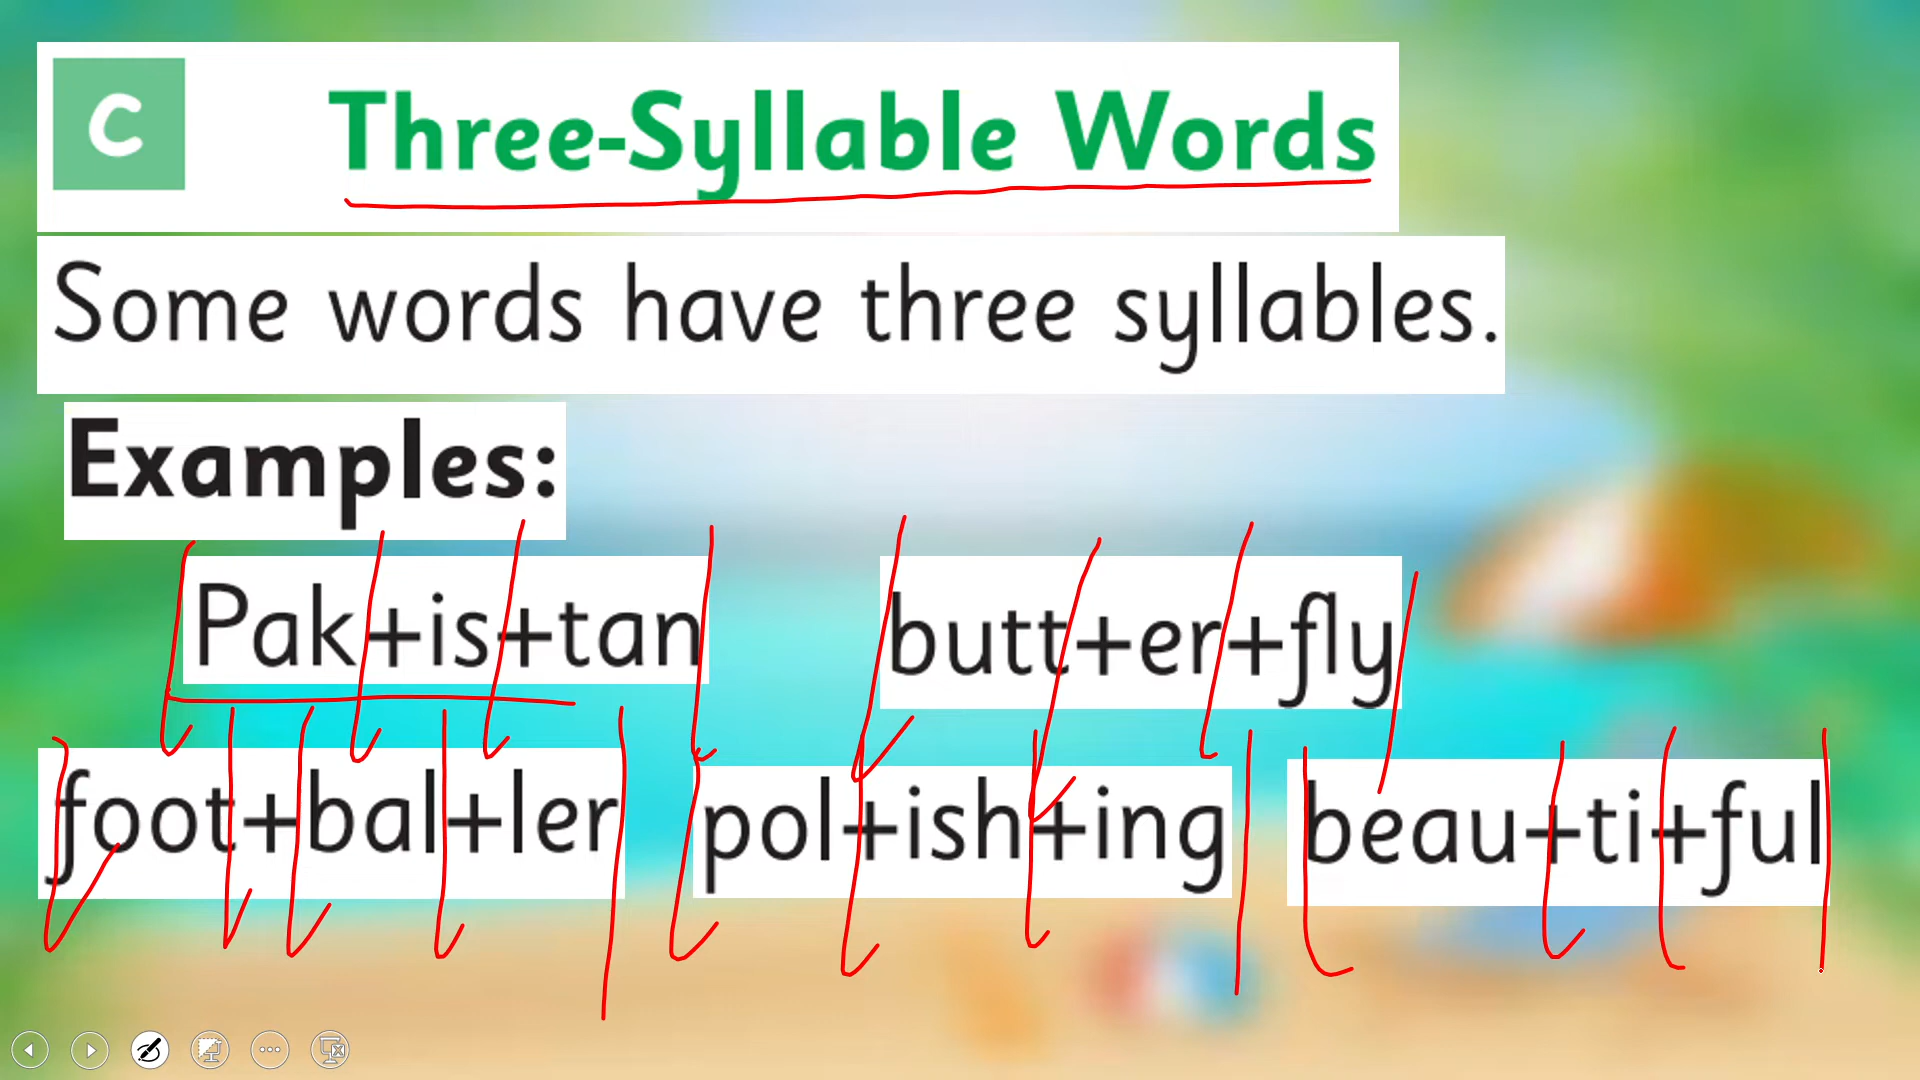 C Three-Syllable Words
Some words have three syllables.
Examples:
Pak+is+tan butt+er+fly
foot+bal+ler pol+ish+ing beau+ti+ful